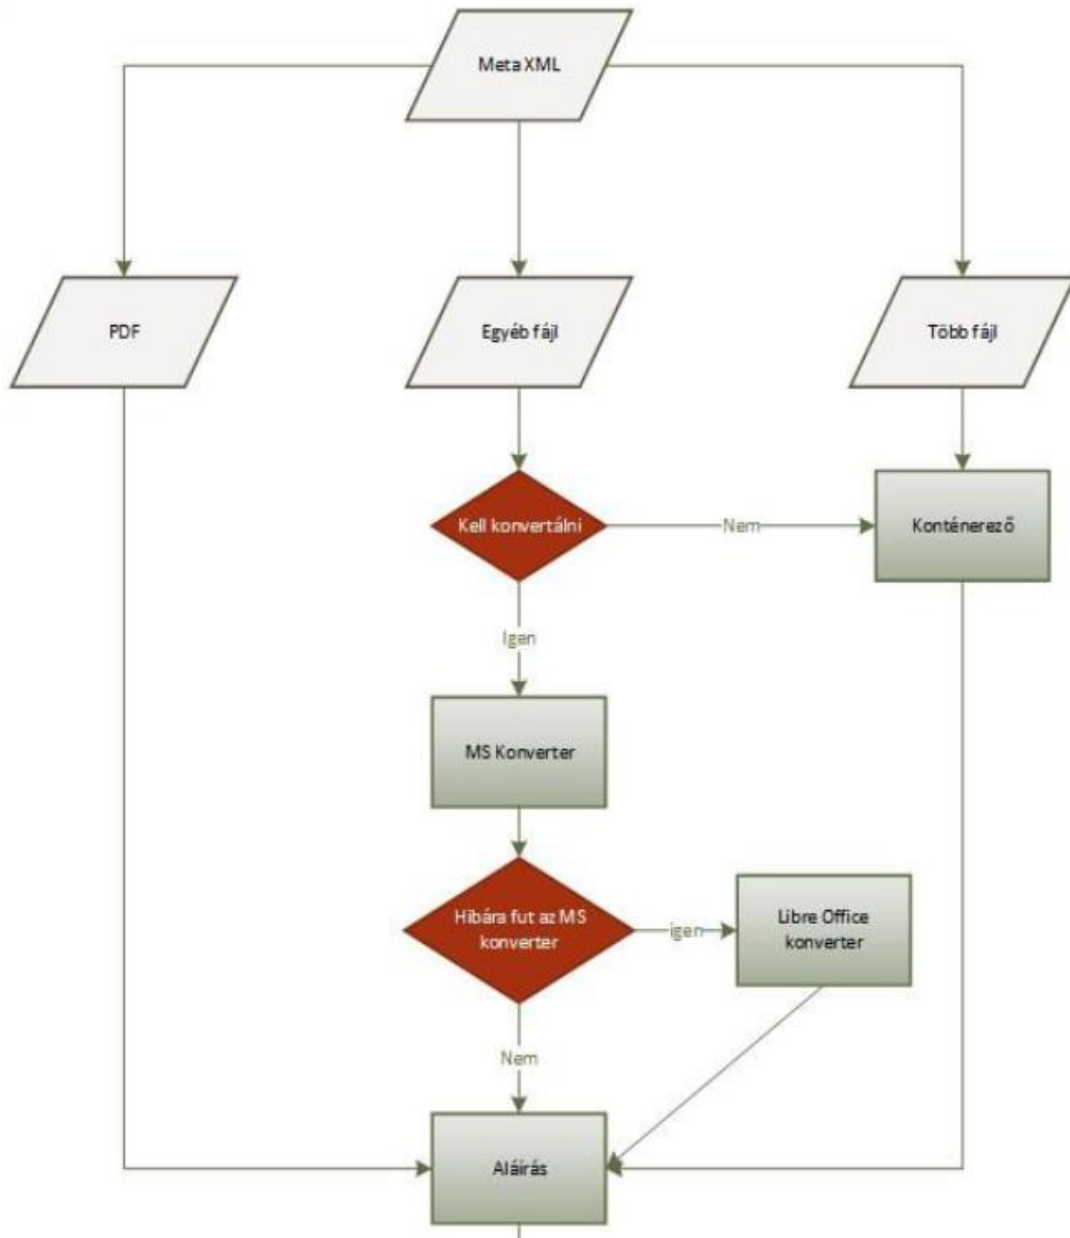 Meta XML
PDF
Egyéb fájl
Több fájl
Kell konvertálni
Nem
Konténerező
Igen
MS Konverter
Hibára fut az MS
konverter
igen
Libre Office
konverter
Nem
Aláírás